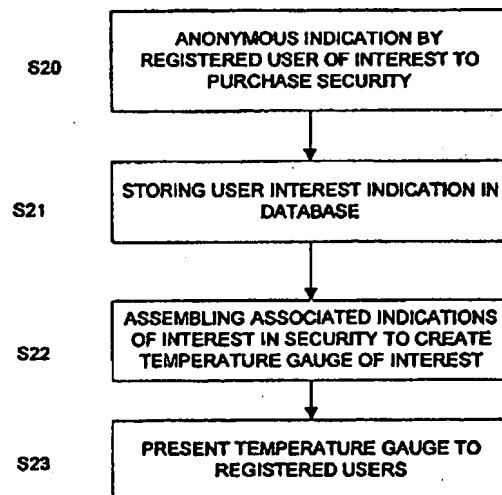 S20
ANONYMOUS INDICATION BY
REGISTERED USER OF INTEREST TO
PURCHASE SECURITY
S21
STORING USER INTEREST INDICATION IN
DATABASE
S22
ASSEMBLING ASSOCIATED INDICATIONS
OF INTEREST IN SECURITY TO CREATE
TEMPERATURE GAUGE OF INTEREST
S23
PRESENT TEMPERATURE GAUGE TO
REGISTERED USERS